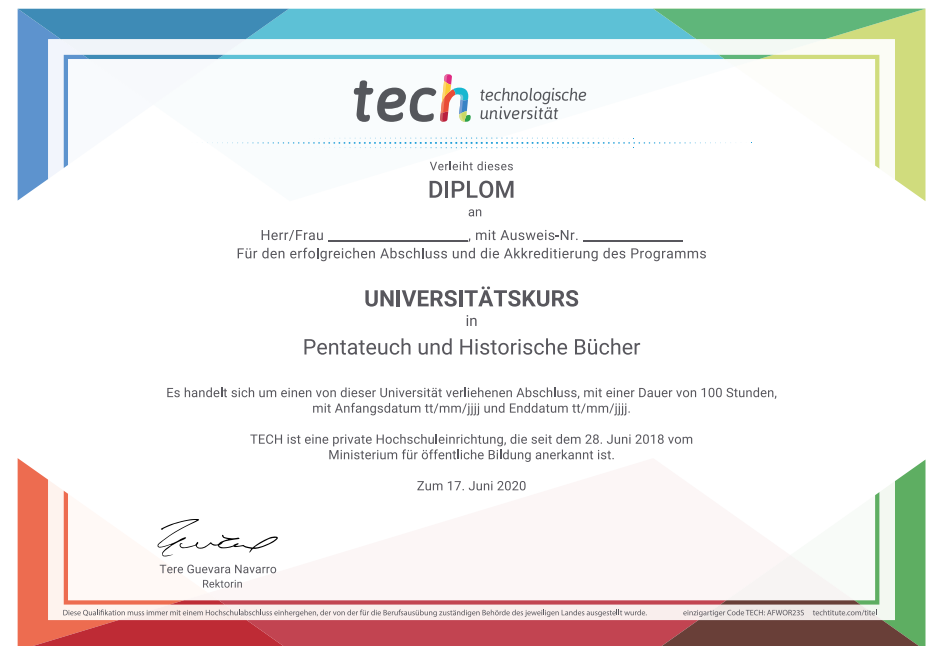 tech technologische
universität
Verleiht dieses
DIPLOM
an
Herr/Frau ____________________, mit Ausweis-Nr. ______________
Für den erfolgreichen Abschluss und die Akkreditierung des Programms
UNIVERSITÄTSKURS
in
Pentateuch und Historische Bücher
Es handelt sich um einen von dieser Universität verliehenen Abschluss, mit einer Dauer von 100 Stunden,
mit Anfangsdatum tt/mm/jjjj und Enddatum tt/mm/jjjj.
TECH ist eine private Hochschuleinrichtung, die seit dem 28. Juni 2018 vom
Ministerium für öffentliche Bildung anerkannt ist.
Zum 17. Juni 2020
Tere Guevara Navarro
Rektorin
Diese Qualifikation muss immer mit einem Hochschulabschluss einhergehen, der von der für die Berufsausübung zuständigen Behörde des jeweiligen Landes ausgestellt wurde. einzigartiger Code TECH: AFWOR23S techtitute.com/titel